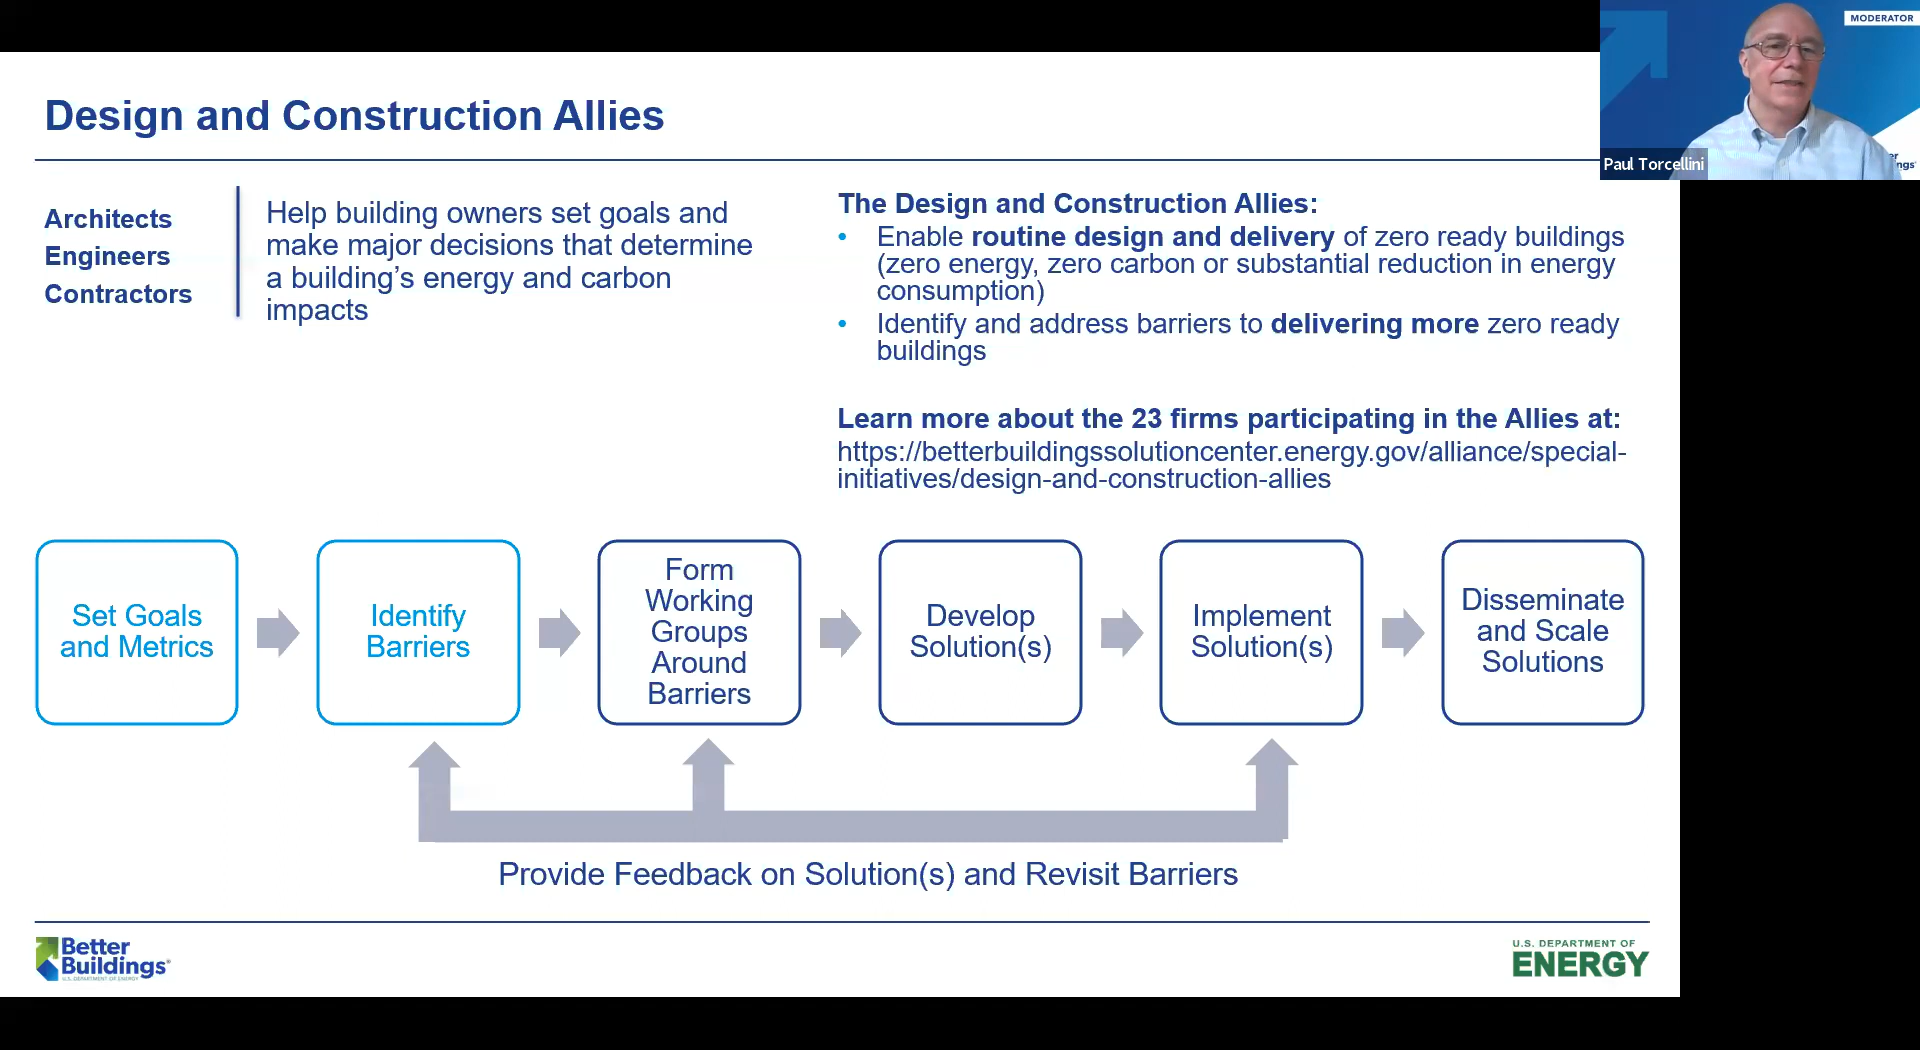 MODERATOR
Paul Torcellini
Design and Construction Allies
Architects
Engineers
Contractors
Help building owners set goals and
make major decisions that determine
a building’s energy and carbon
impacts
The Design and Construction Allies:
• Enable routine design and delivery of zero ready buildings
(zero energy, zero carbon or substantial reduction in energy
consumption)
• Identify and address barriers to delivering more zero ready
buildings
Learn more about the 23 firms participating in the Allies at:
https://betterbuildingssolutioncenter.energy.gov/alliance/special-
initiatives/design-and-construction-allies
Set Goals
and Metrics
Identify
Barriers
Form
Working
Groups
Around
Barriers
Develop
Solution(s)
Implement
Solution(s)
Disseminate
and Scale
Solutions
Provide Feedback on Solution(s) and Revisit Barriers
Better
Buildings®
U.S. DEPARTMENT OF ENERGY
U.S. DEPARTMENT OF
ENERGY